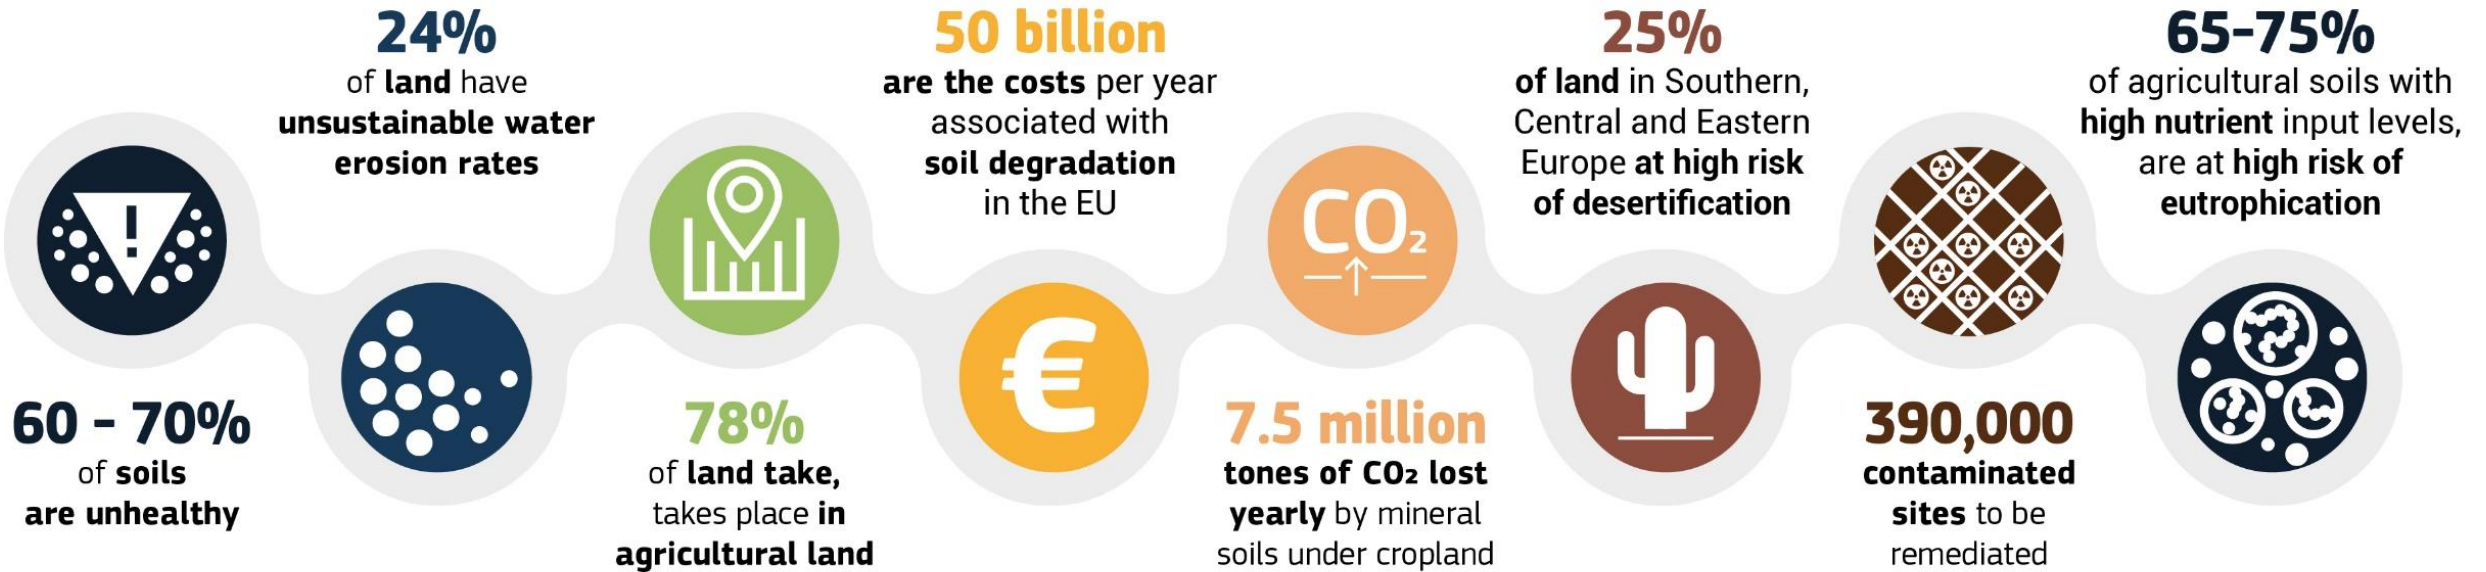 60 - 70%
of soils
are unhealthy
24%
of land have
unsustainable water
erosion rates
78%
of land take,
takes place in
agricultural land
50 billion
are the costs per year
associated with
soil degradation
in the EU
€
CO₂
7.5 million
tones of CO₂ lost
yearly by mineral
soils under cropland
25%
of land in Southern,
Central and Eastern
Europe at high risk
of desertification
390,000
contaminated
sites to be
remediated
65-75%
of agricultural soils with
high nutrient input levels,
are at high risk of
eutrophication
!